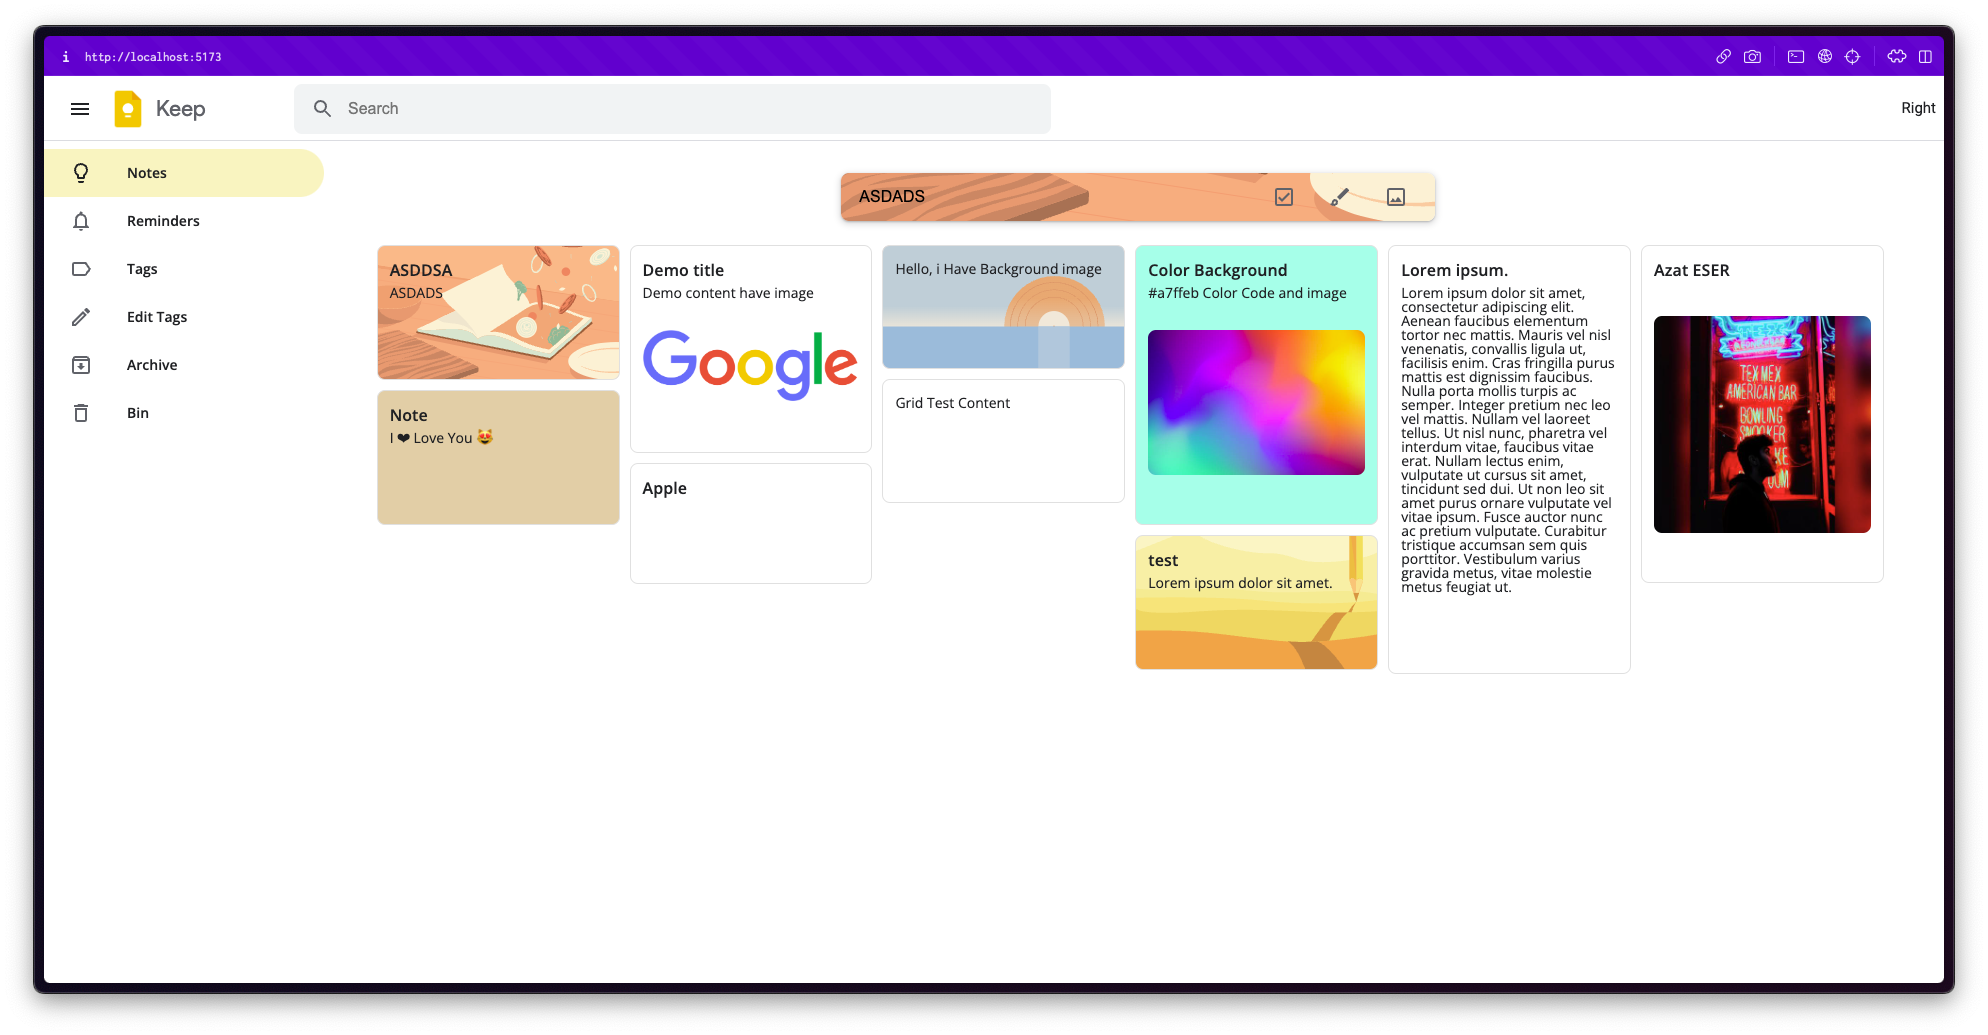 http://localhost:5173
Keep
Search
Right
Notes
Reminders
Tags
Edit Tags
Archive
Bin
ASDADS
ASDDSA
ASDADS
Note
I ❤ Love You 😻
Demo title
Demo content have image
Google
Apple
Hello, i Have Background image
Grid Test Content
Color Background
#a7ffeb Color Code and image
test
Lorem ipsum dolor sit amet.
Lorem ipsum.
Lorem ipsum dolor sit amet,
consectetur adipiscing elit.
Aenean faucibus elementum
tortor nec mattis. Mauris vel nisl
venenatis, convallis ligula ut,
facilisis enim. Cras fringilla purus
mattis est dignissim faucibus.
Nulla porta mollis turpis ac
semper. Integer pretium nec leo
vel mattis. Nullam vel laoreet
tellus. Ut nisl nunc, pharetra vel
interdum vitae, faucibus vitae
erat. Nullam lectus enim,
vulputate ut cursus sit amet,
tincidunt sed dui. Ut non leo sit
amet purus ornare vulputate vel
vitae ipsum. Fusce auctor nunc
ac pretium vulputate. Curabitur
tristique accumsan sem quis
porttitor. Vestibulum varius
gravida metus, vitae molestie
metus feugiat ut.
Azat ESER
TEX MEX
AMERICAN BAR
BOWLING
SNOOKER